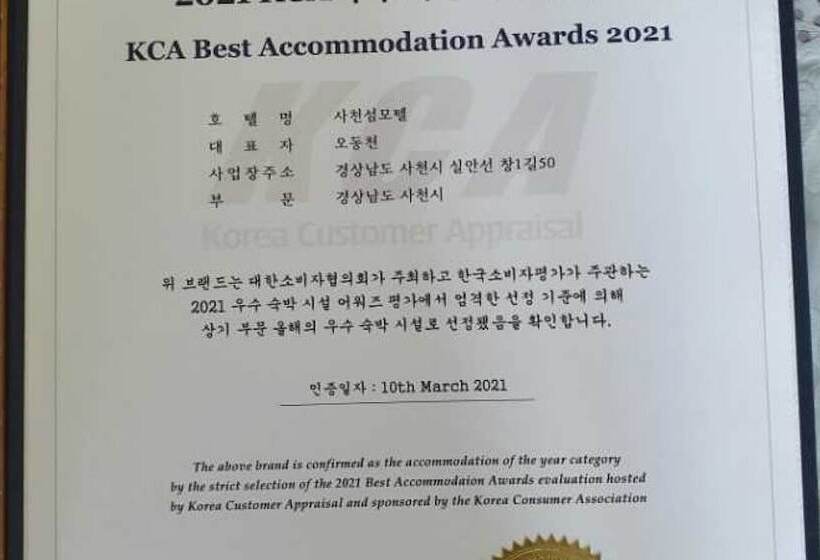 KCA Best Accommodation Awards 2021
호 텔 명 사천섬모텔
대 표 자 오동천
사업장주소 경상남도 사천시 실안선 창1길50
부 문 경상남도 사천시
KCA
Korea Customer Appraisal
위 브랜드는 대한소비자협의회가 주최하고 한국소비자평가가 주관하는
2021 우수 숙박 시설 어워즈 평가에서 엄격한 선정 기준에 의해
상기 부문 올해의 우수 숙박 시설로 선정됐음을 확인합니다.
인증일자 : 10th March 2021
The above brand is confirmed as the accommodation of the year category
by the strict selection of the 2021 Best Accommodaion Awards evaluation hosted
by Korea Customer Appraisal and sponsored by the Korea Consumer Association